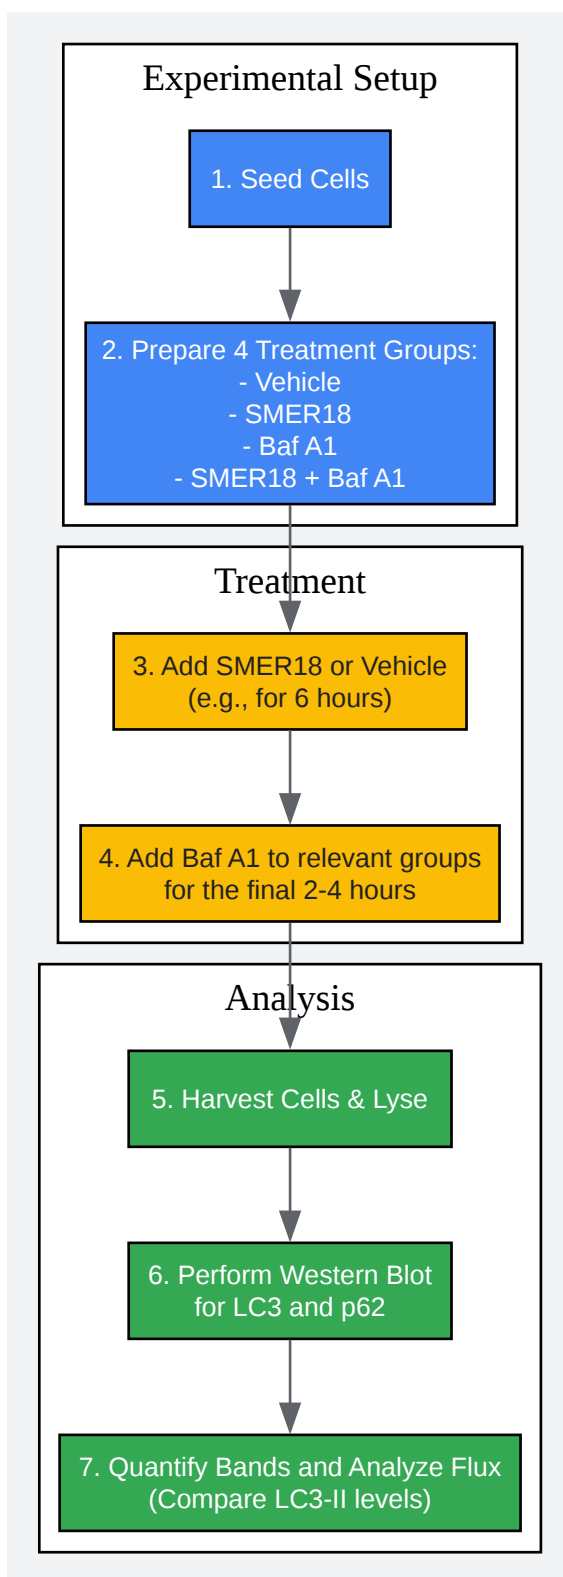 Experimental Setup
1. Seed Cells
2. Prepare 4 Treatment Groups:
- Vehicle
- SMER18
- Baf A1
- SMER18 + Baf A1
Treatment
3. Add SMER18 or Vehicle
(e.g., for 6 hours)
4. Add Baf A1 to relevant groups
for the final 2-4 hours
Analysis
5. Harvest Cells & Lyse
6. Perform Western Blot
for LC3 and p62
7. Quantify Bands and Analyze Flux
(Compare LC3-II levels)